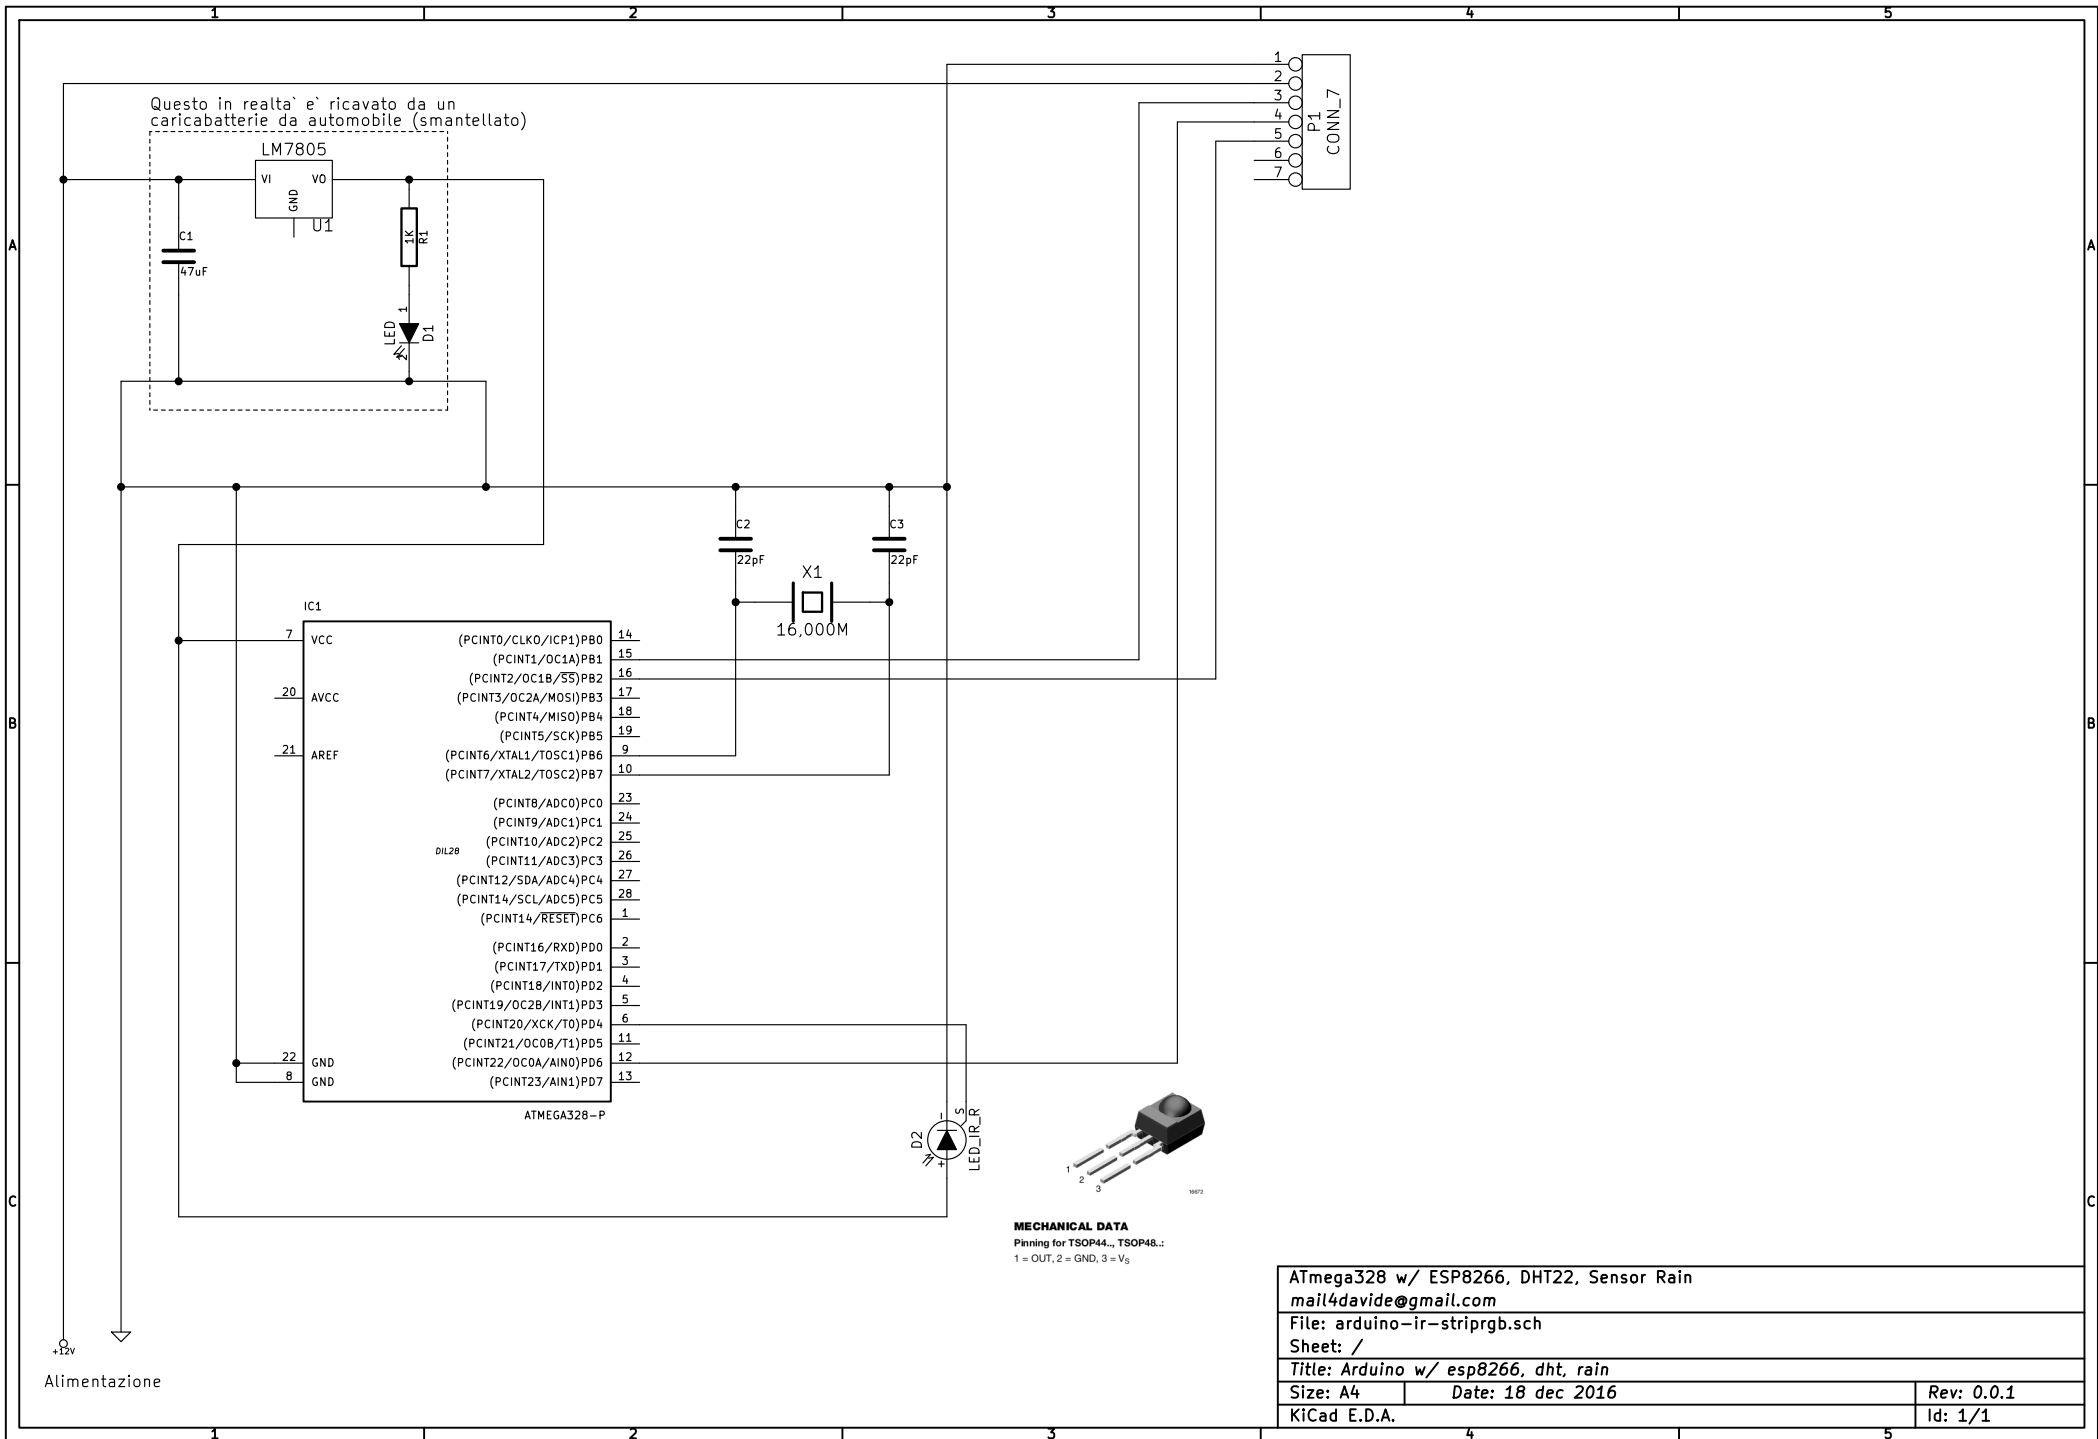 1 2 3 4 5
A
B
C
A
B
C
Questo in realta` e` ricavato da un
caricabatterie da automobile (smantellato)
LM7805
VI
VO
GND
U1
C1
47uF
1K
R1
1
LED
D1
2
1
2
3
4
5
6
7
P1
CONN_7
C2
22pF
C3
22pF
X1
16,000M
IC1
7 VCC
20 AVCC
21 AREF
22 GND
8 GND
(PCINT0/CLKO/ICP1)PB0 14
(PCINT1/OC1A)PB1 15
(PCINT2/OC1B/SS)PB2 16
(PCINT3/OC2A/MOSI)PB3 17
(PCINT4/MISO)PB4 18
(PCINT5/SCK)PB5 19
(PCINT6/XTAL1/TOSC1)PB6 9
(PCINT7/XTAL2/TOSC2)PB7 10
(PCINT8/ADC0)PC0 23
(PCINT9/ADC1)PC1 24
(PCINT10/ADC2)PC2 25
DIL28
(PCINT11/ADC3)PC3 26
(PCINT12/SDA/ADC4)PC4 27
(PCINT14/SCL/ADC5)PC5 28
(PCINT14/RESET)PC6 1
(PCINT16/RXD)PD0 2
(PCINT17/TXD)PD1 3
(PCINT18/INT0)PD2 4
(PCINT19/OC2B/INT1)PD3 5
(PCINT20/XCK/T0)PD4 6
(PCINT21/OC0B/T1)PD5 11
(PCINT22/OC0A/AIN0)PD6 12
(PCINT23/AIN1)PD7 13
ATMEGA328-P
D2
-
S
+
LED_IR_R
1
2
3
16672
MECHANICAL DATA
Pinning for TSOP44.., TSOP48..:
1 = OUT, 2 = GND, 3 = VS
+12V
Alimentazione
ATmega328 w/ ESP8266, DHT22, Sensor Rain
mail4davide@gmail.com
File: arduino-ir-striprgb.sch
Sheet: /
Title: Arduino w/ esp8266, dht, rain
Size: A4 Date: 18 dec 2016 Rev: 0.0.1
KiCad E.D.A. Id: 1/1
1 2 3 4 5